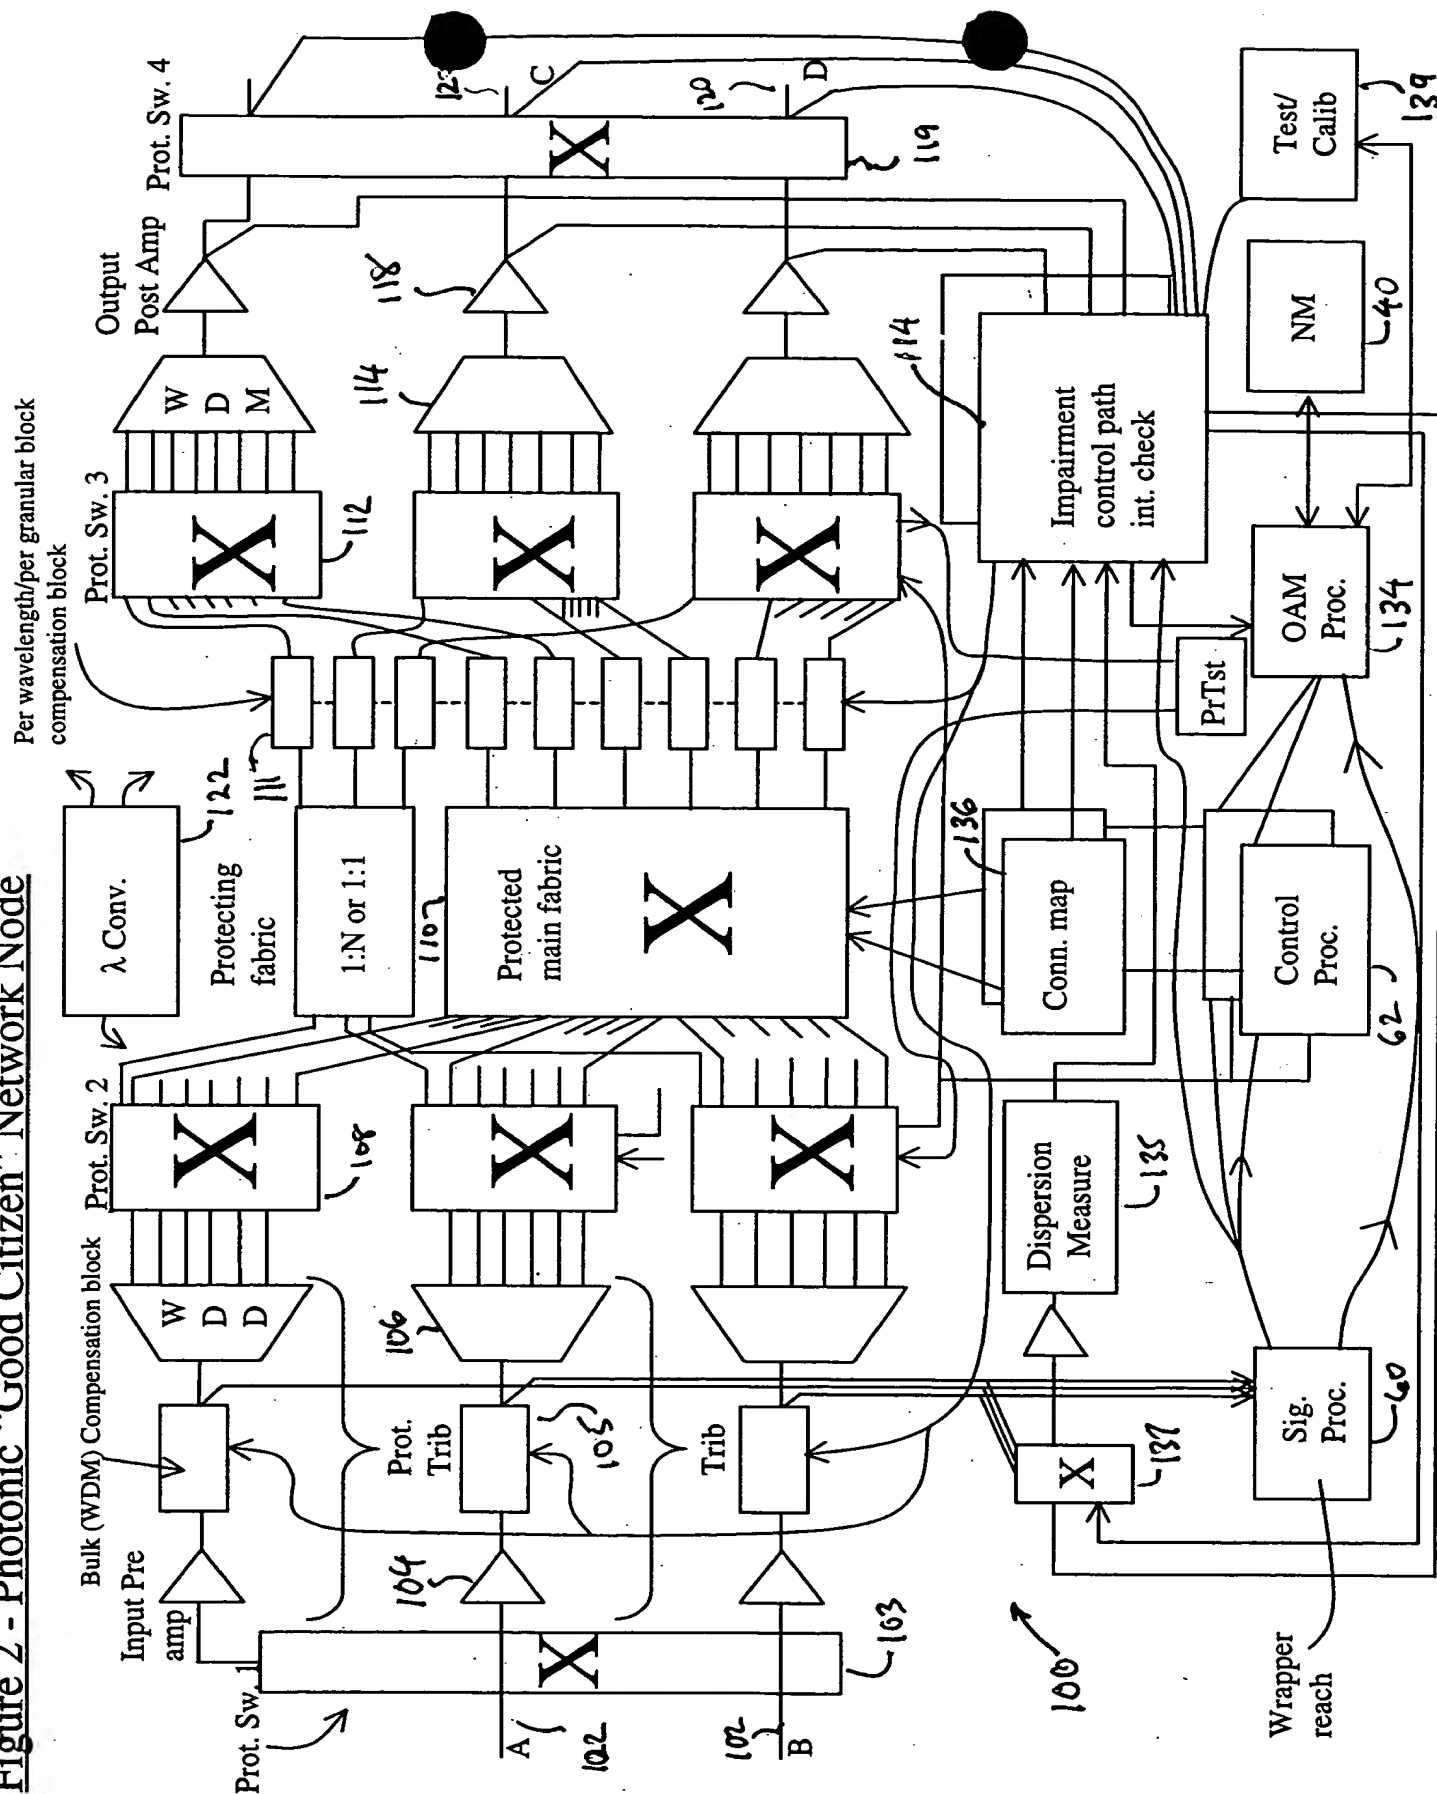 Figure 2 - Photonic "Good Citizen" Network Node
Per wavelength/per granular block
compensation block
Bulk (WDM) Compensation block
Input Pre
amp
Prot. Sw. 1
Prot. Sw. 2
λ Conv.
122
Protecting
fabric
1:N or 1:1
111
Prot. Sw. 3
Output
Post Amp
Prot. Sw. 4
W
D
D
X
108
X
112
W
D
M
Prot.
Trib
Trib
A
102
B
102
X
103
104
105
106
X
110
Protected
main fabric
X
X
114
118
C
120
D
X
119
X
X
100
X
137
Dispersion
Measure
135
Conn. map
136
Impairment
control path
int. check
114
Wrapper
reach
Sig.
Proc.
60
Control
Proc.
62
PrTst
OAM
Proc.
134
NM
40
Test/
Calib
139